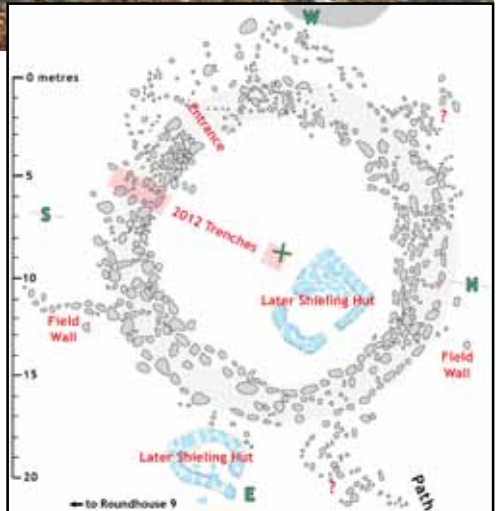 W
0 metres
?
Entrance
5
S
2012 Trenches
10
N
Later Shieling Hut
Field
Wall
Field
Wall
15
Later Shieling Hut
?
20
E
Path
← to Roundhouse 9